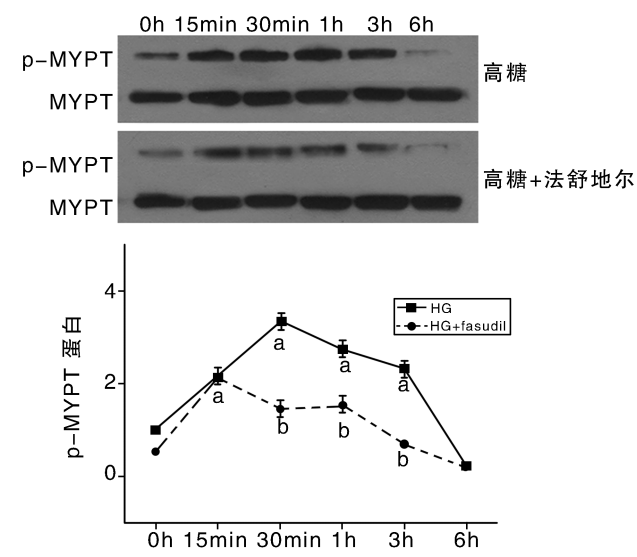 0h 15min 30min 1h 3h 6h
p-MYPT
MYPT
高糖
p-MYPT
MYPT
高糖+法舒地尔
p-MYPT 蛋白
4
2
0
HG
HG+fasudil
a
a
a
a
b
b
b
0h 15min 30min 1h 3h 6h